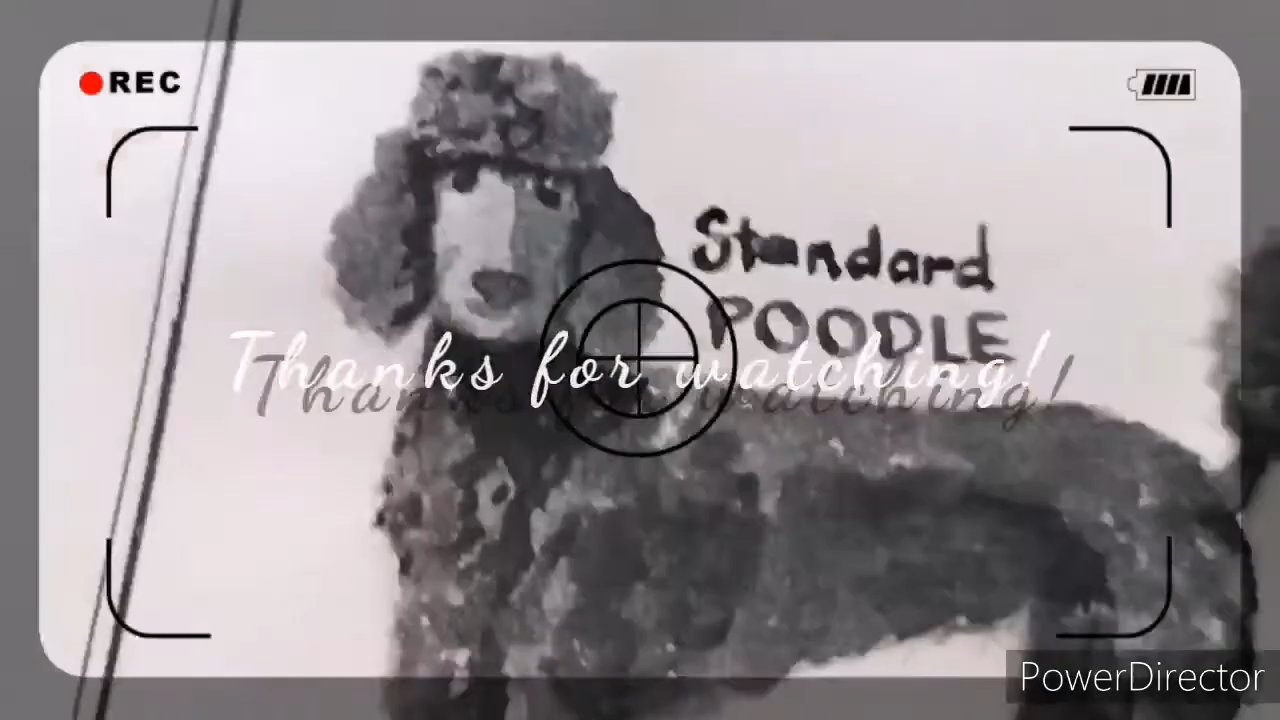 REC
Standard
POODLE
Thanks for watching!
PowerDirector